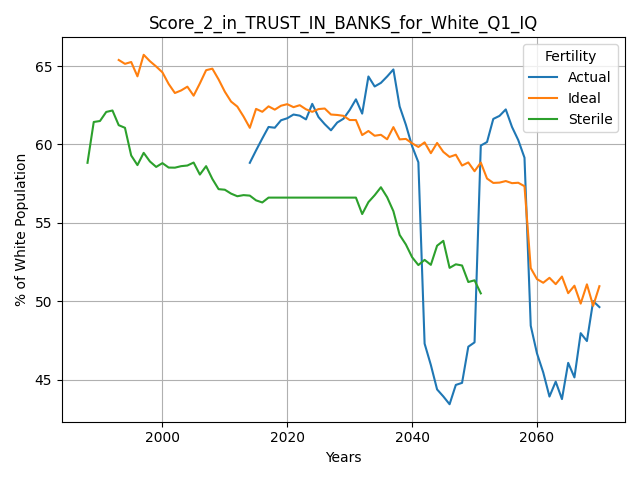 Score_2_in_TRUST_IN_BANKS_for_White_Q1_IQ
Fertility
Actual
Ideal
Sterile
% of White Population
65
60
55
50
45
2000
2020
2040
2060
Years